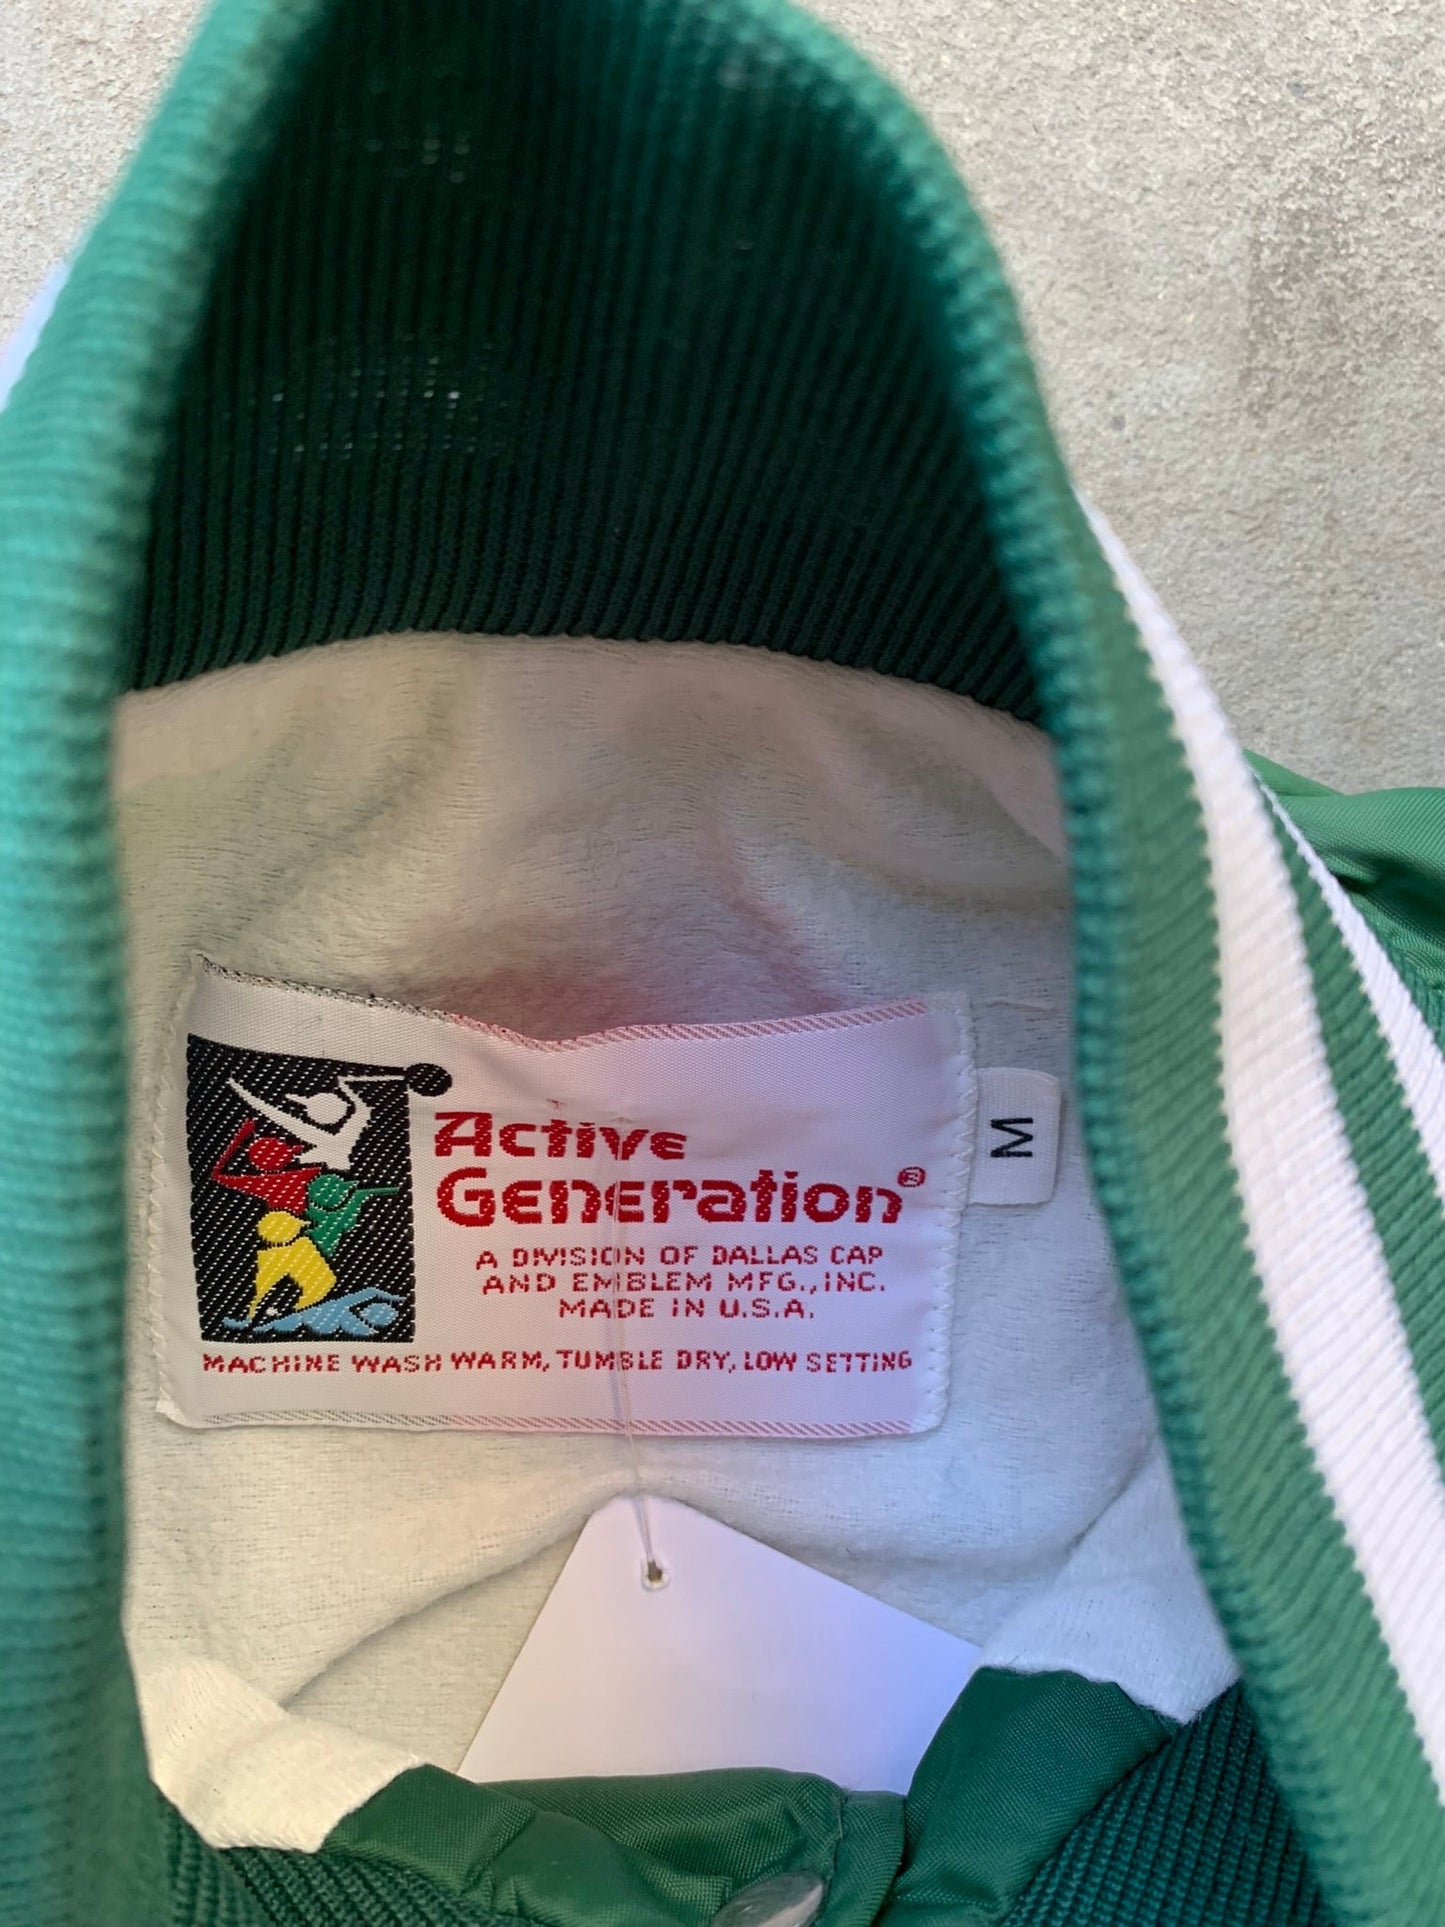 Active
Generation®
A DIVISION OF DALLAS CAP
AND EMBLEM MFG., INC.
MADE IN U.S.A.
MACHINE WASH WARM, TUMBLE DRY, LOW SETTING
M